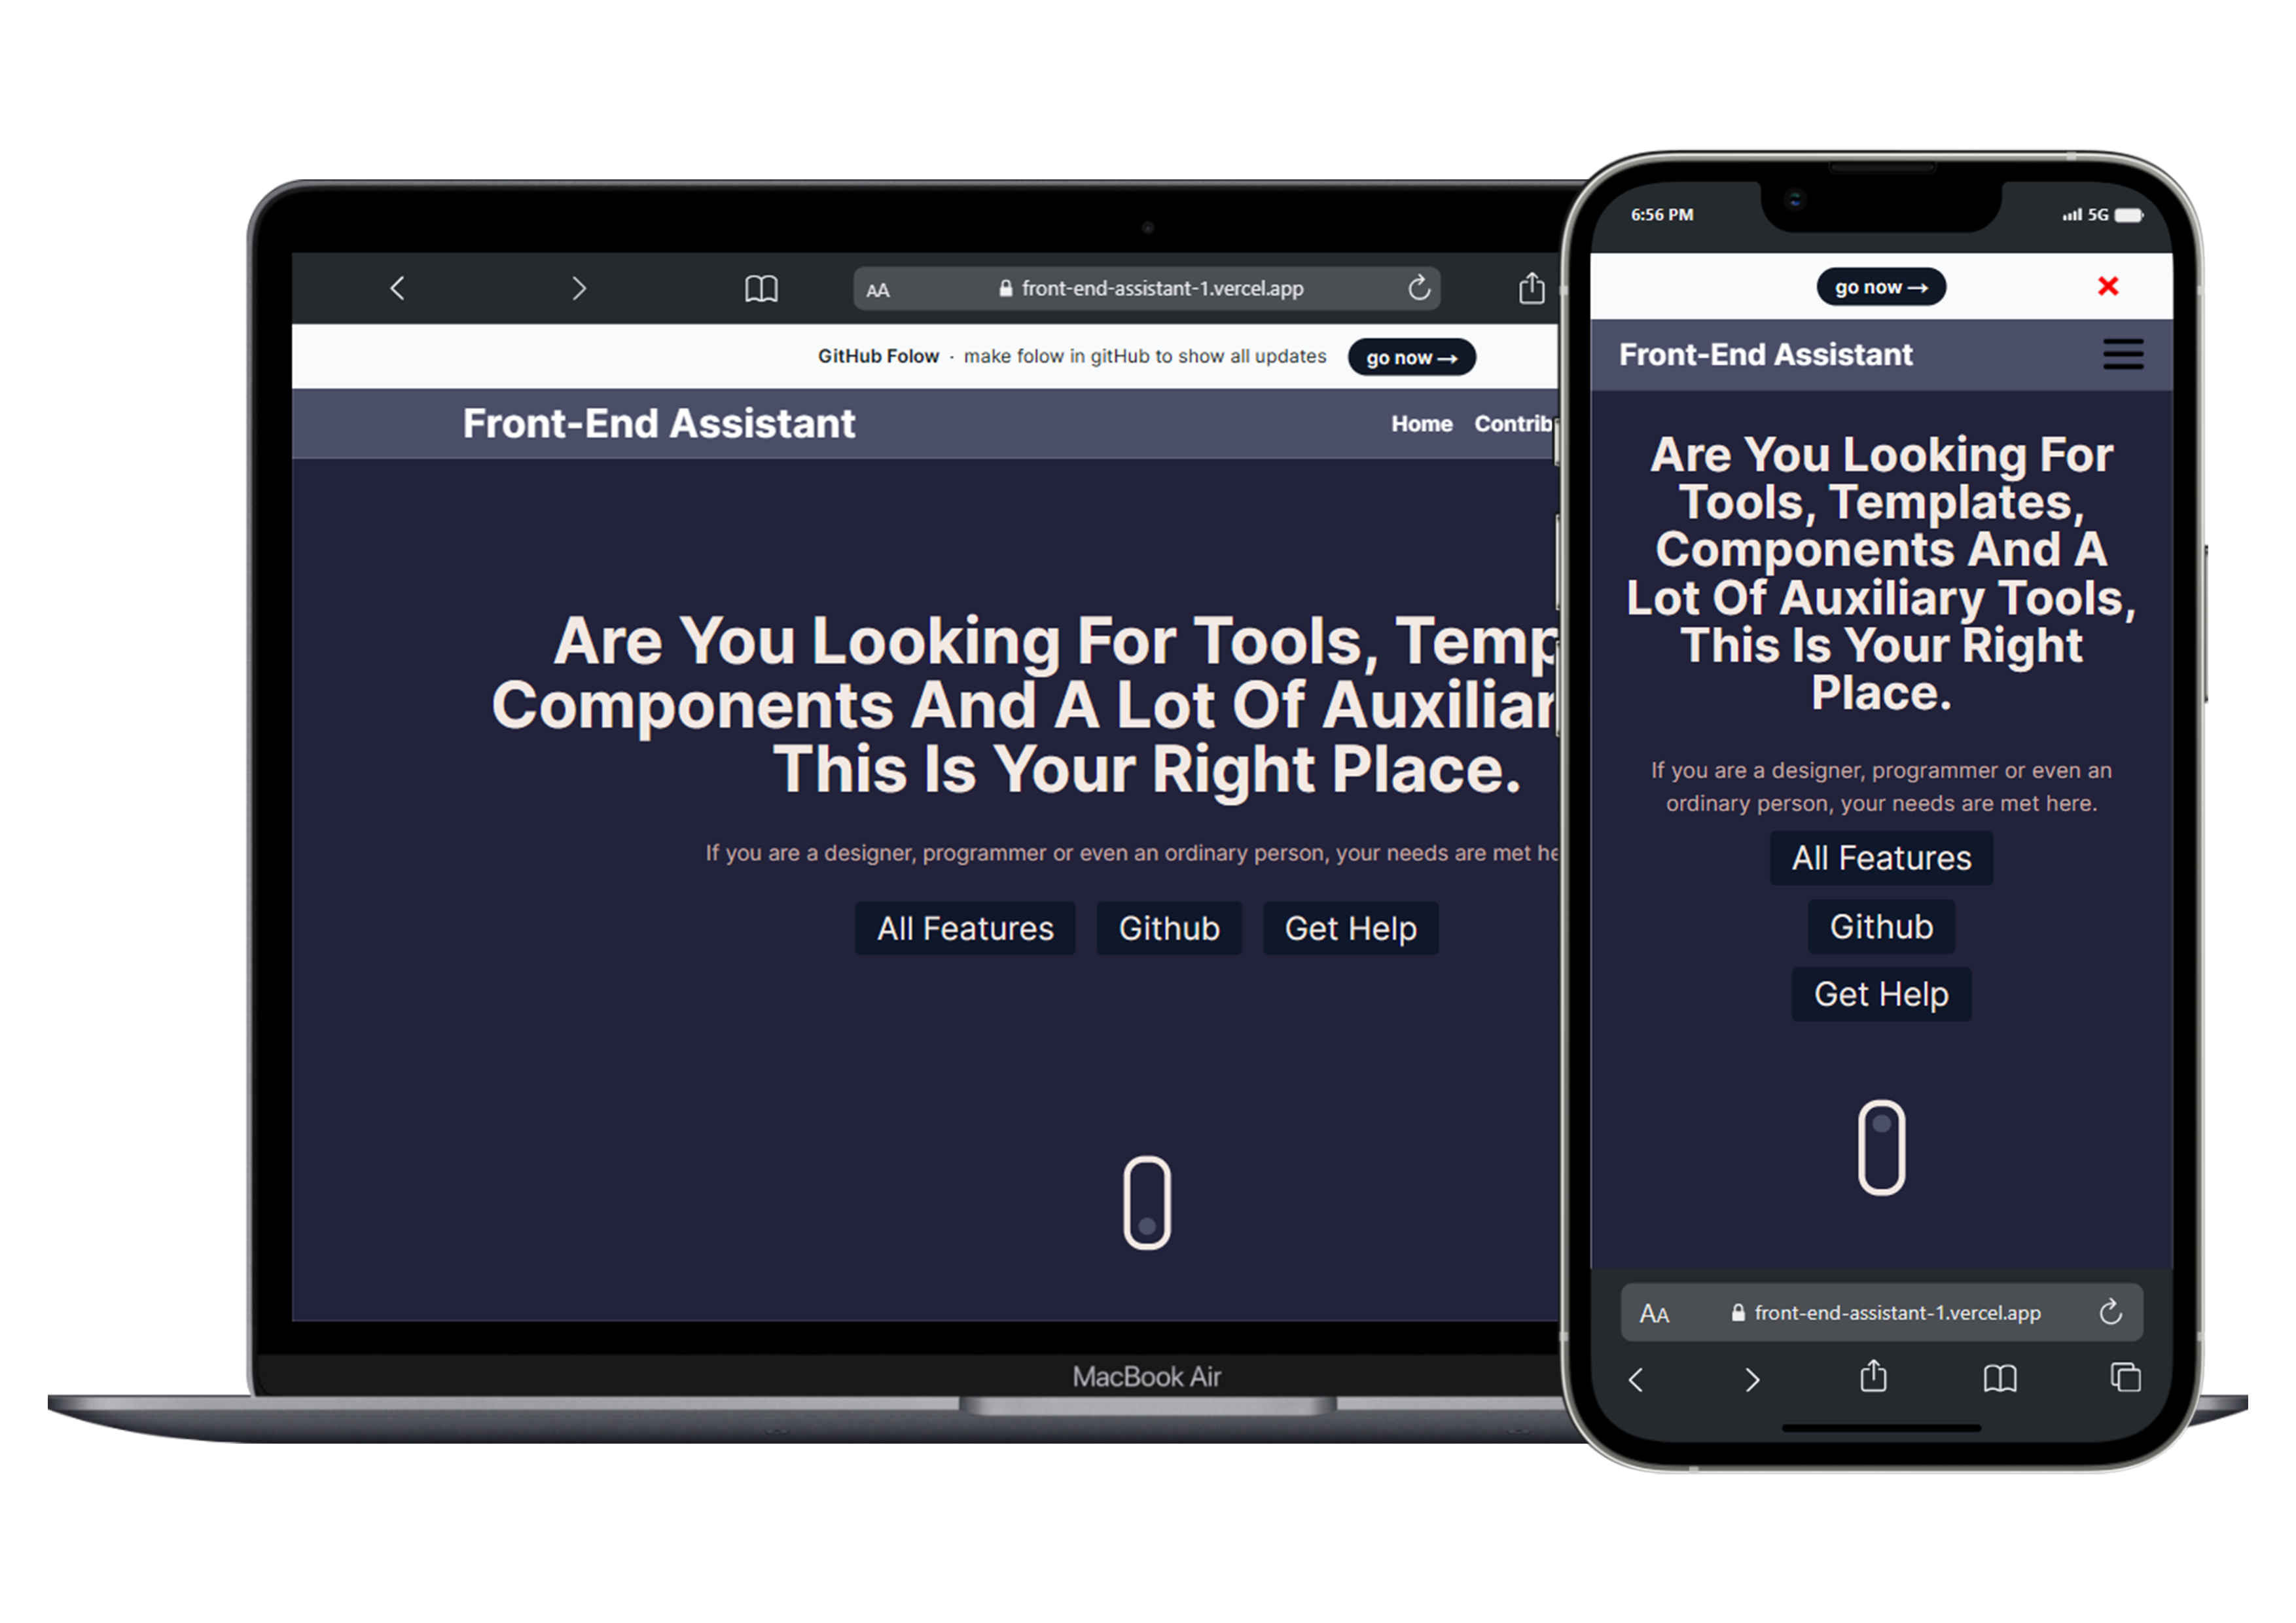 AA front-end-assistant-1.vercel.app
GitHub Folow · make folow in gitHub to show all updates go now →
Front-End Assistant Home
Are You Looking For Tools,
Components And A Lot Of
This Is Your Right Place.
If you are a designer, programmer or even an ordinary person, your needs are met
All Features Github Get Help
MacBook Air
6:56 PM 5G
go now →
Front-End Assistant
Are You Looking For
Tools, Templates,
Components And A
Lot Of Auxiliary Tools,
This Is Your Right
Place.
If you are a designer, programmer or even an
ordinary person, your needs are met here.
All Features
Github
Get Help
AA front-end-assistant-1.vercel.app